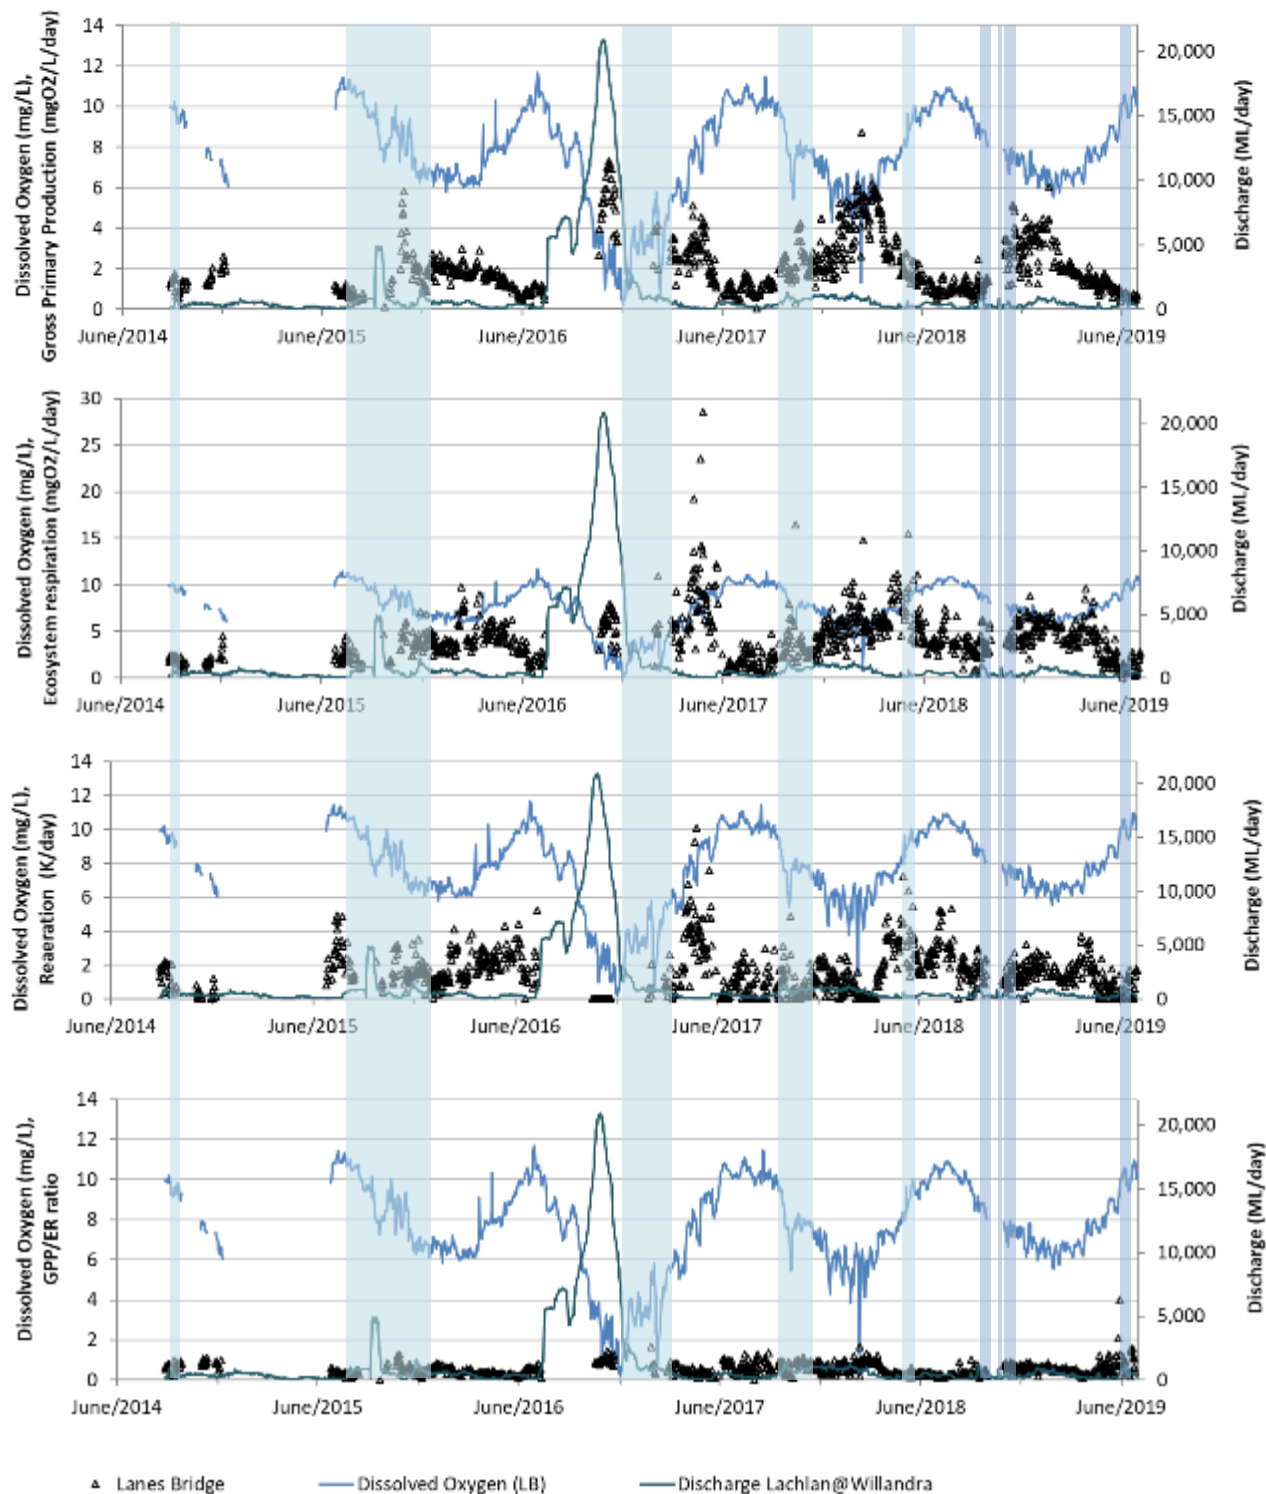 Dissolved Oxygen (mg/L),
Gross Primary Production (mgO2/L/day)
14
12
10
8
6
4
2
0
20,000
15,000
10,000
5,000
0
Discharge (ML/day)
June/2014
June/2015
June/2016
June/2017
June/2018
June/2019
Dissolved Oxygen (mg/L),
Ecosystem respiration (mgO2/L/day)
30
25
20
15
10
5
0
20,000
15,000
10,000
5,000
0
Discharge (ML/day)
June/2014
June/2015
June/2016
June/2017
June/2018
June/2019
Dissolved Oxygen (mg/L),
Reaeration (K/day)
14
12
10
8
6
4
2
0
20,000
15,000
10,000
5,000
0
Discharge (ML/day)
June/2014
June/2015
June/2016
June/2017
June/2018
June/2019
Dissolved Oxygen (mg/L),
GPP/ER ratio
14
12
10
8
6
4
2
0
20,000
15,000
10,000
5,000
0
Discharge (ML/day)
June/2014
June/2015
June/2016
June/2017
June/2018
June/2019
Lanes Bridge
Dissolved Oxygen (LB)
Discharge Lachlan@Willandra